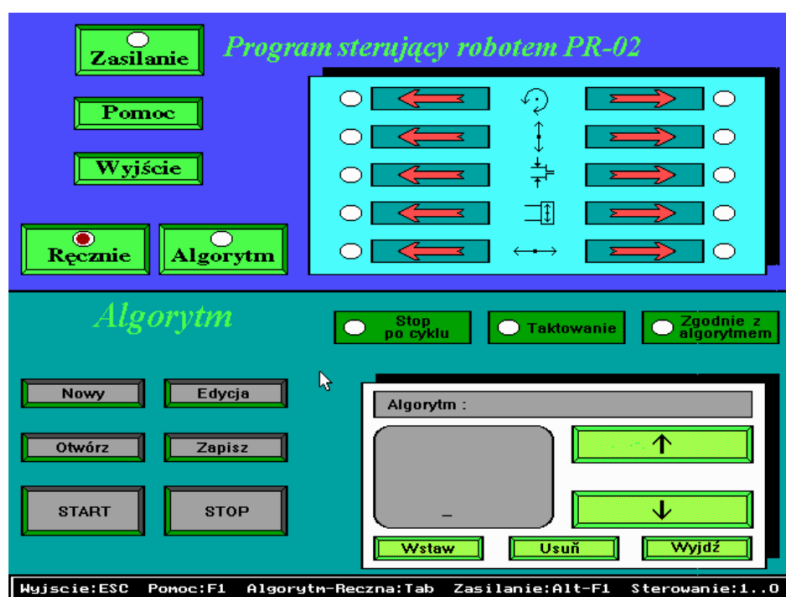 Zasilanie
Program sterujący robotem PR-02
Pomoc
Wyjście
Ręcznie
Algorytm
Algorytm
Stop
po cyklu
Taktowanie
Zgodnie z
algorytmem
Nowy
Edycja
Algorytm :
Otwórz
Zapisz
START
STOP
Wstaw
Usuň
Wyjdź
Wyjscie:ESC Pomoc:F1 Algorytm-Reczna:Tab Zasilanie:Alt-F1 Sterowanie:1..0